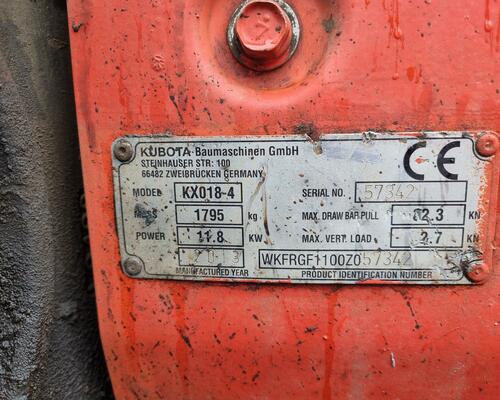 KUBOTA Baumaschinen GmbH
STEINHAUSER STR: 100
66482 ZWEIBRÜCKEN GERMANY
CE
MODEL KX018-4 SERIAL NO. 57342
MASS 1795 kg MAX. DRAW BAR PULL KN
POWER 11.8 KW MAX. VERT. LOAD 2.7 KN
WKFRGF1100Z057342
MANUFACTURED YEAR PRODUCT IDENTIFICATION NUMBER